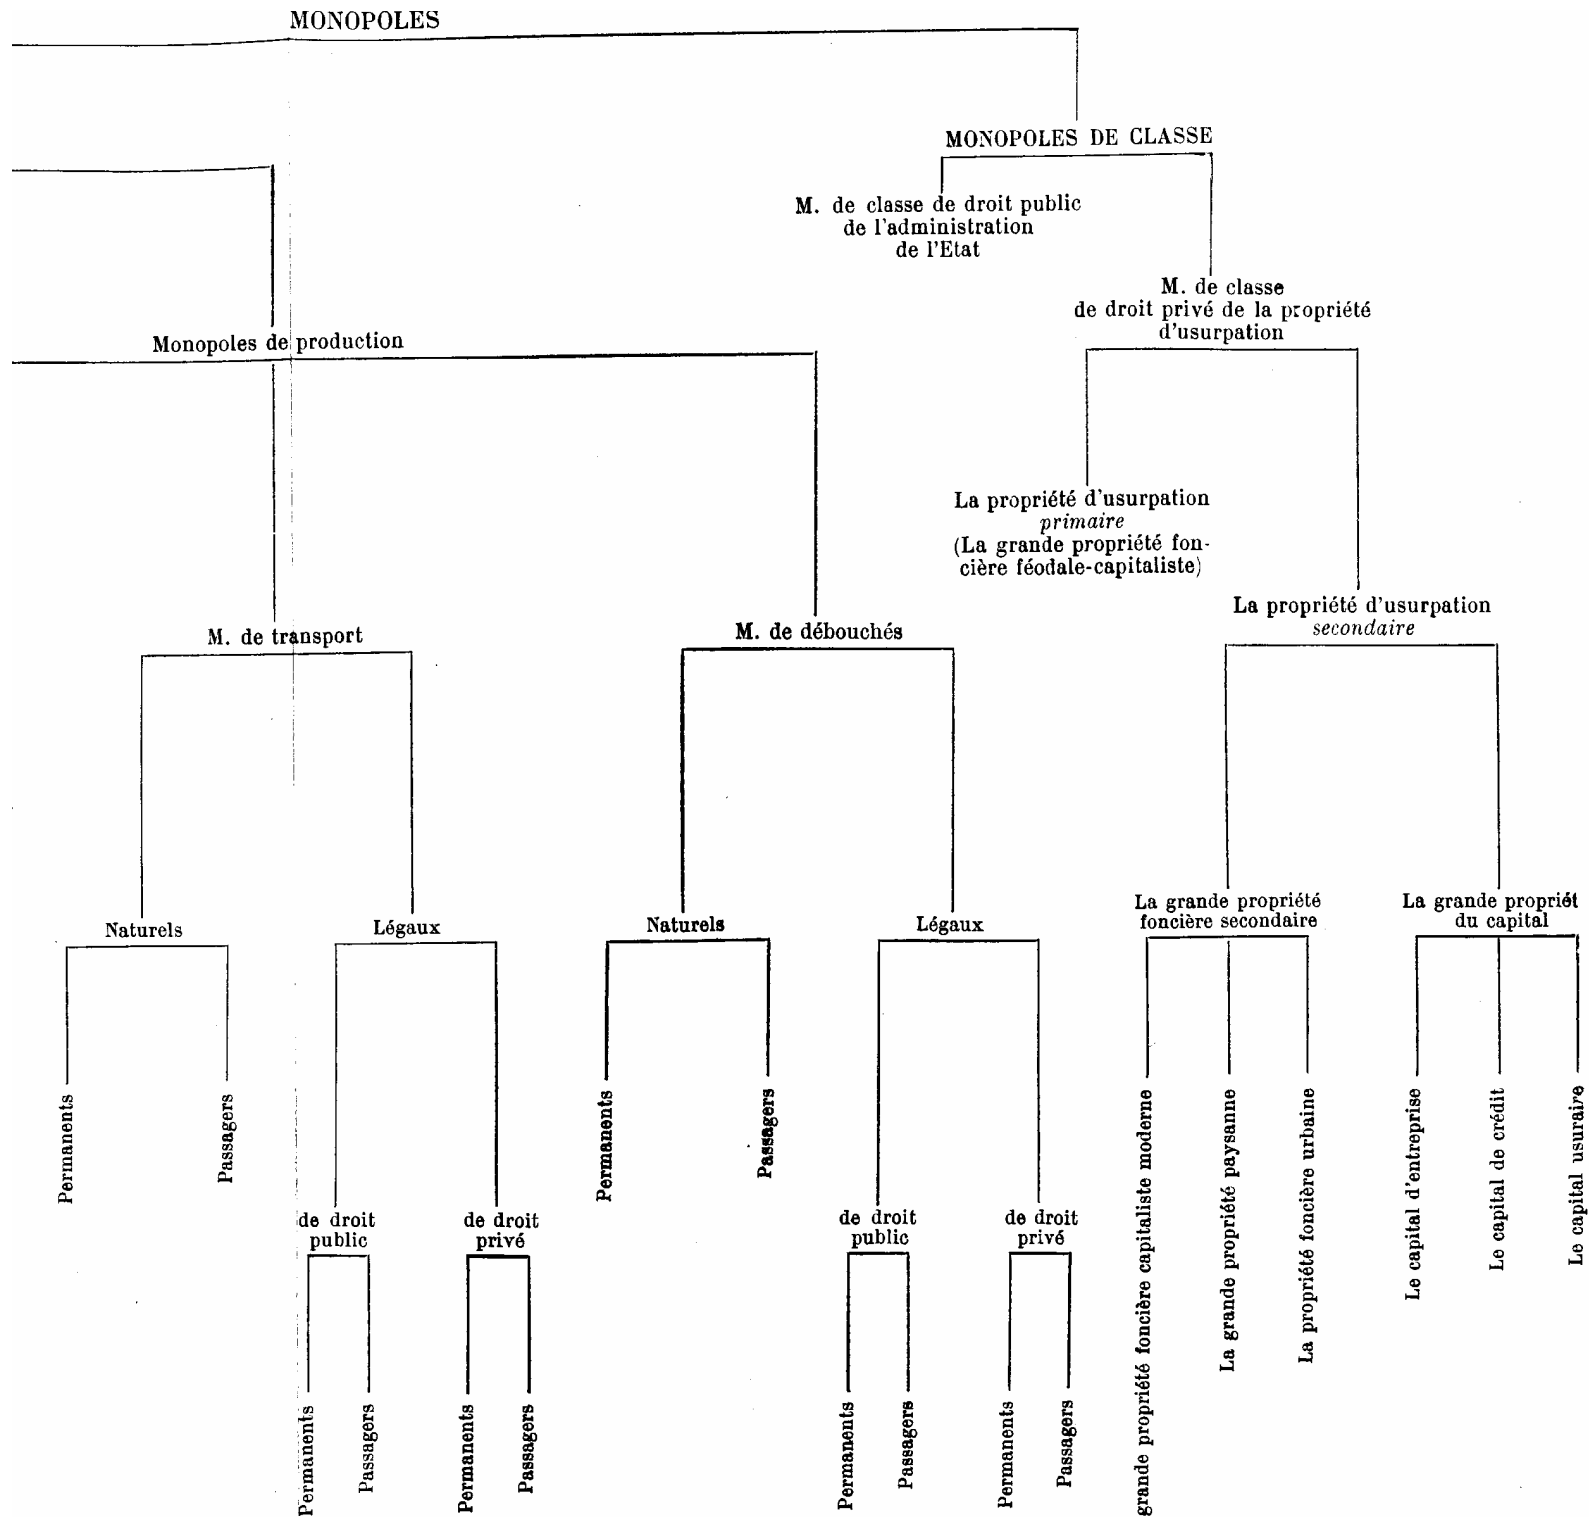 MONOPOLES
MONOPOLES DE CLASSE
M. de classe de droit public
de l'administration
de l'Etat
M. de classe
de droit privé de la propriété
d'usurpation
Monopoles de production
La propriété d'usurpation
primaire
(La grande propriété fon-
cière féodale-capitaliste)
La propriété d'usurpation
secondaire
M. de transport
M. de débouchés
Naturels
Légaux
Naturels
Légaux
La grande propriété
foncière secondaire
La grande propriét
du capital
Permanents
Passagers
Permanents
Passagers
grande propriété foncière capitaliste moderne
La grande propriété paysanne
La propriété foncière urbaine
Le capital d'entreprise
Le capital de crédit
Le capital usuraire
de droit
public
de droit
privé
de droit
public
de droit
privé
Permanents
Passagers
Permanents
Passagers
Permanents
Passagers
Permanents
Passagers